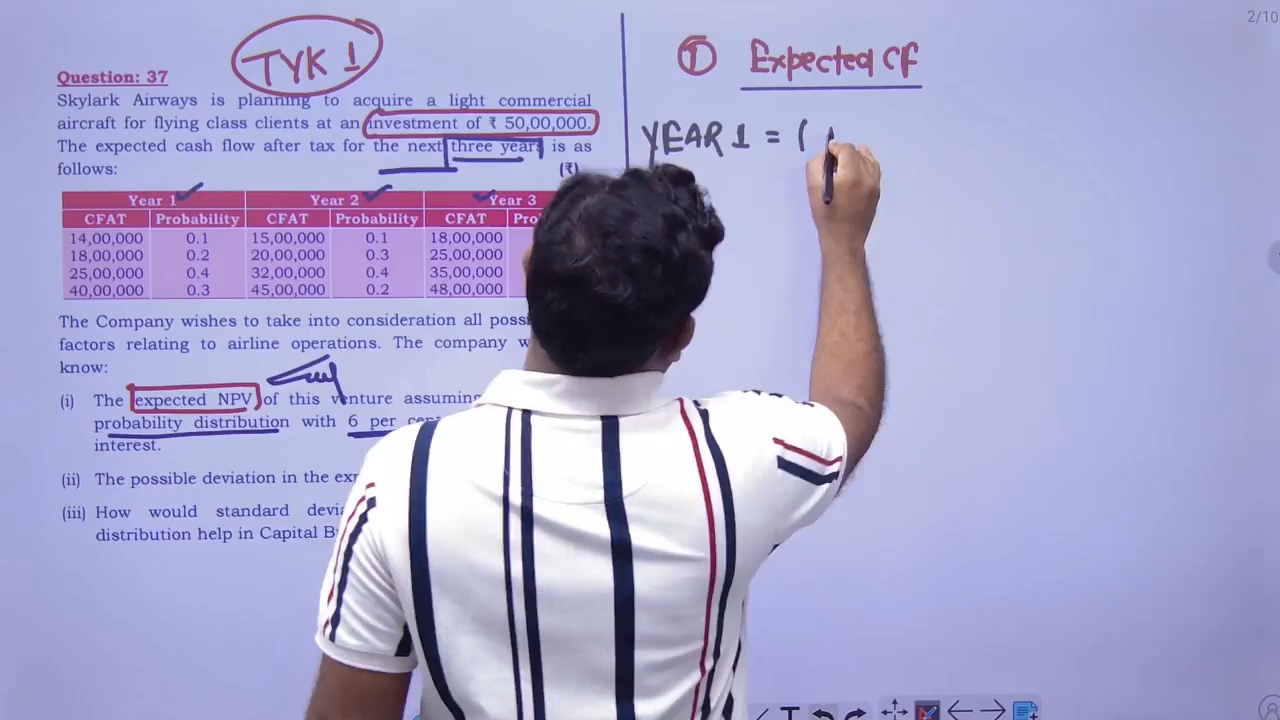 2/10
TYK 1
① Expected CF
Question: 37
Skylark Airways is planning to acquire a light commercial
aircraft for flying class clients at an investment of ₹ 50,00,000.
The expected cash flow after tax for the next three years is as
follows: (₹)
YEAR 1 = (
Year 1 Year 2 Year 3
CFAT Probability CFAT Probability CFAT
14,00,000 0.1 15,00,000 0.1 18,00,000
18,00,000 0.2 20,00,000 0.3 25,00,000
25,00,000 0.4 32,00,000 0.4 35,00,000
40,00,000 0.3 45,00,000 0.2 48,00,000
The Company wishes to take into consideration all
factors relating to airline operations. The company
know:
(i) The expected NPV of this venture assuming
probability distribution with 6 per
interest.
(ii) The possible deviation in the
(iii) How would standard
distribution help in Capital